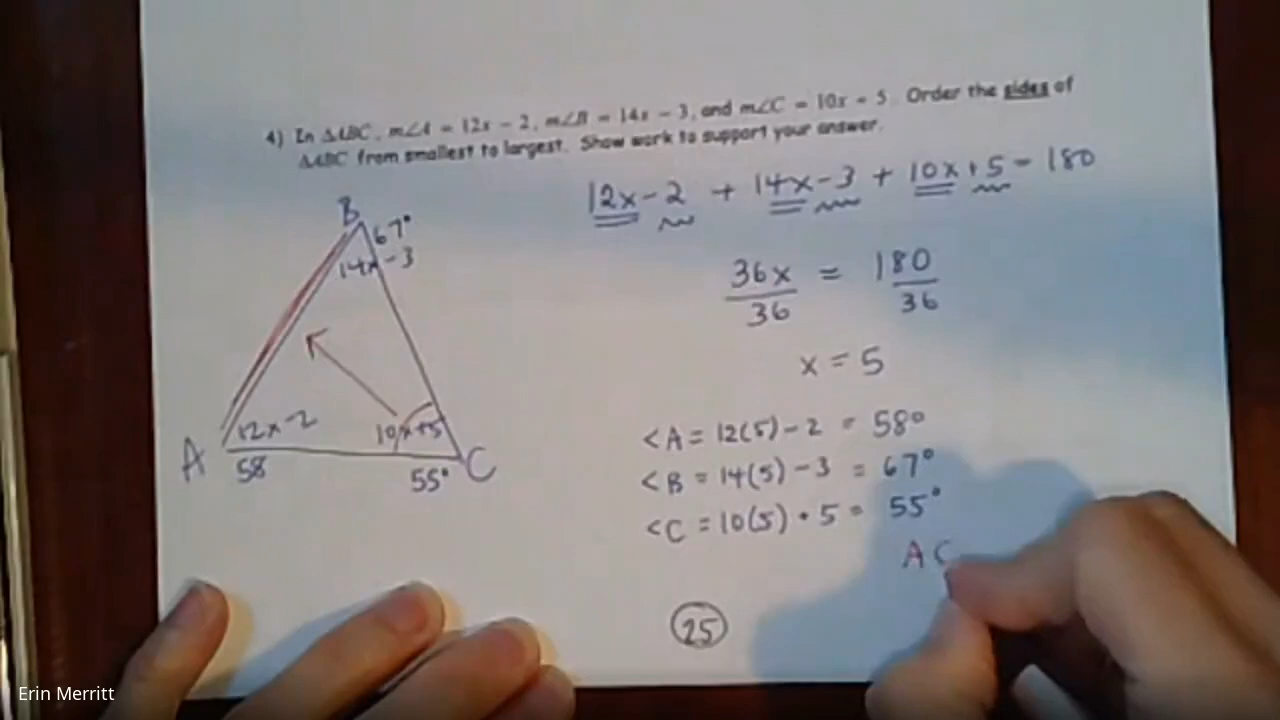 4) In ΔABC, m∠A = 12x - 2, m∠B = 14x - 3, and m∠C = 10x + 5. Order the sides of
ΔABC from smallest to largest. Show work to support your answer.
12x-2 + 14x-3 + 10x+5 = 180
B 67°
14x-3
36x = 180
36 36
x = 5
A 12x-2 10x+5 C
58 55°
<A = 12(5)-2 = 58°
<B = 14(5)-3 = 67°
<C = 10(5)+5 = 55°
A C
25
Erin Merritt